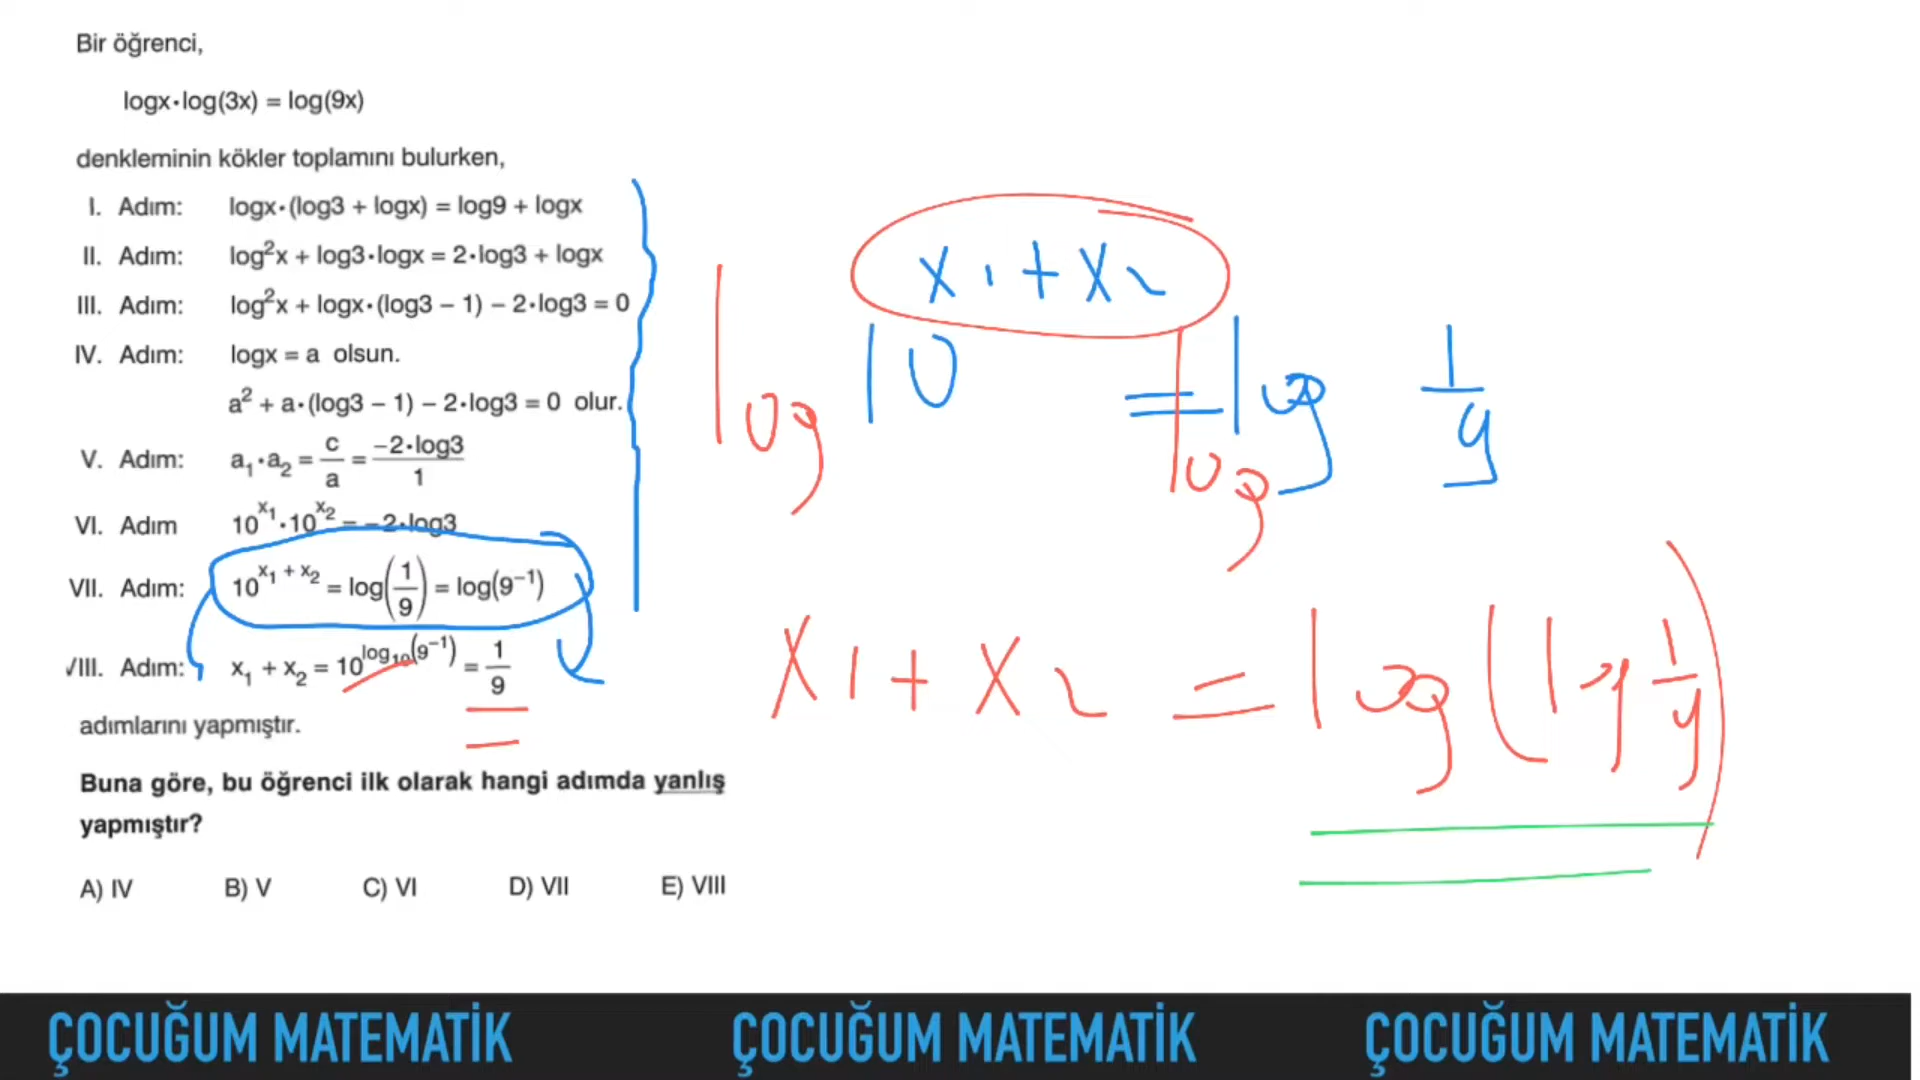 Bir öğrenci,
logx·log(3x) = log(9x)
denkleminin kökler toplamını bulurken,
I. Adım: logx·(log3 + logx) = log9 + logx
II. Adım: log²x + log3·logx = 2·log3 + logx
III. Adım: log²x + logx·(log3 − 1) − 2·log3 = 0
IV. Adım: logx = a olsun.
a² + a·(log3 − 1) − 2·log3 = 0 olur.
V. Adım: a₁·a₂ = c/a = −2·log3/1
VI. Adım 10^x₁·10^x₂ = −2·log3
VII. Adım: 10^(x₁ + x₂) = log(1/9) = log(9⁻¹)
VIII. Adım: x₁ + x₂ = 10^log₁₀(9⁻¹) = 1/9
adımlarını yapmıştır.
Buna göre, bu öğrenci ilk olarak hangi adımda yanlış
yapmıştır?
A) IV B) V C) VI D) VII E) VIII
x1+x2
log 10 = log log 1/9
x1+x2 = log(log 1/9)
ÇOCUĞUM MATEMATİK ÇOCUĞUM MATEMATİK ÇOCUĞUM MATEMATİK